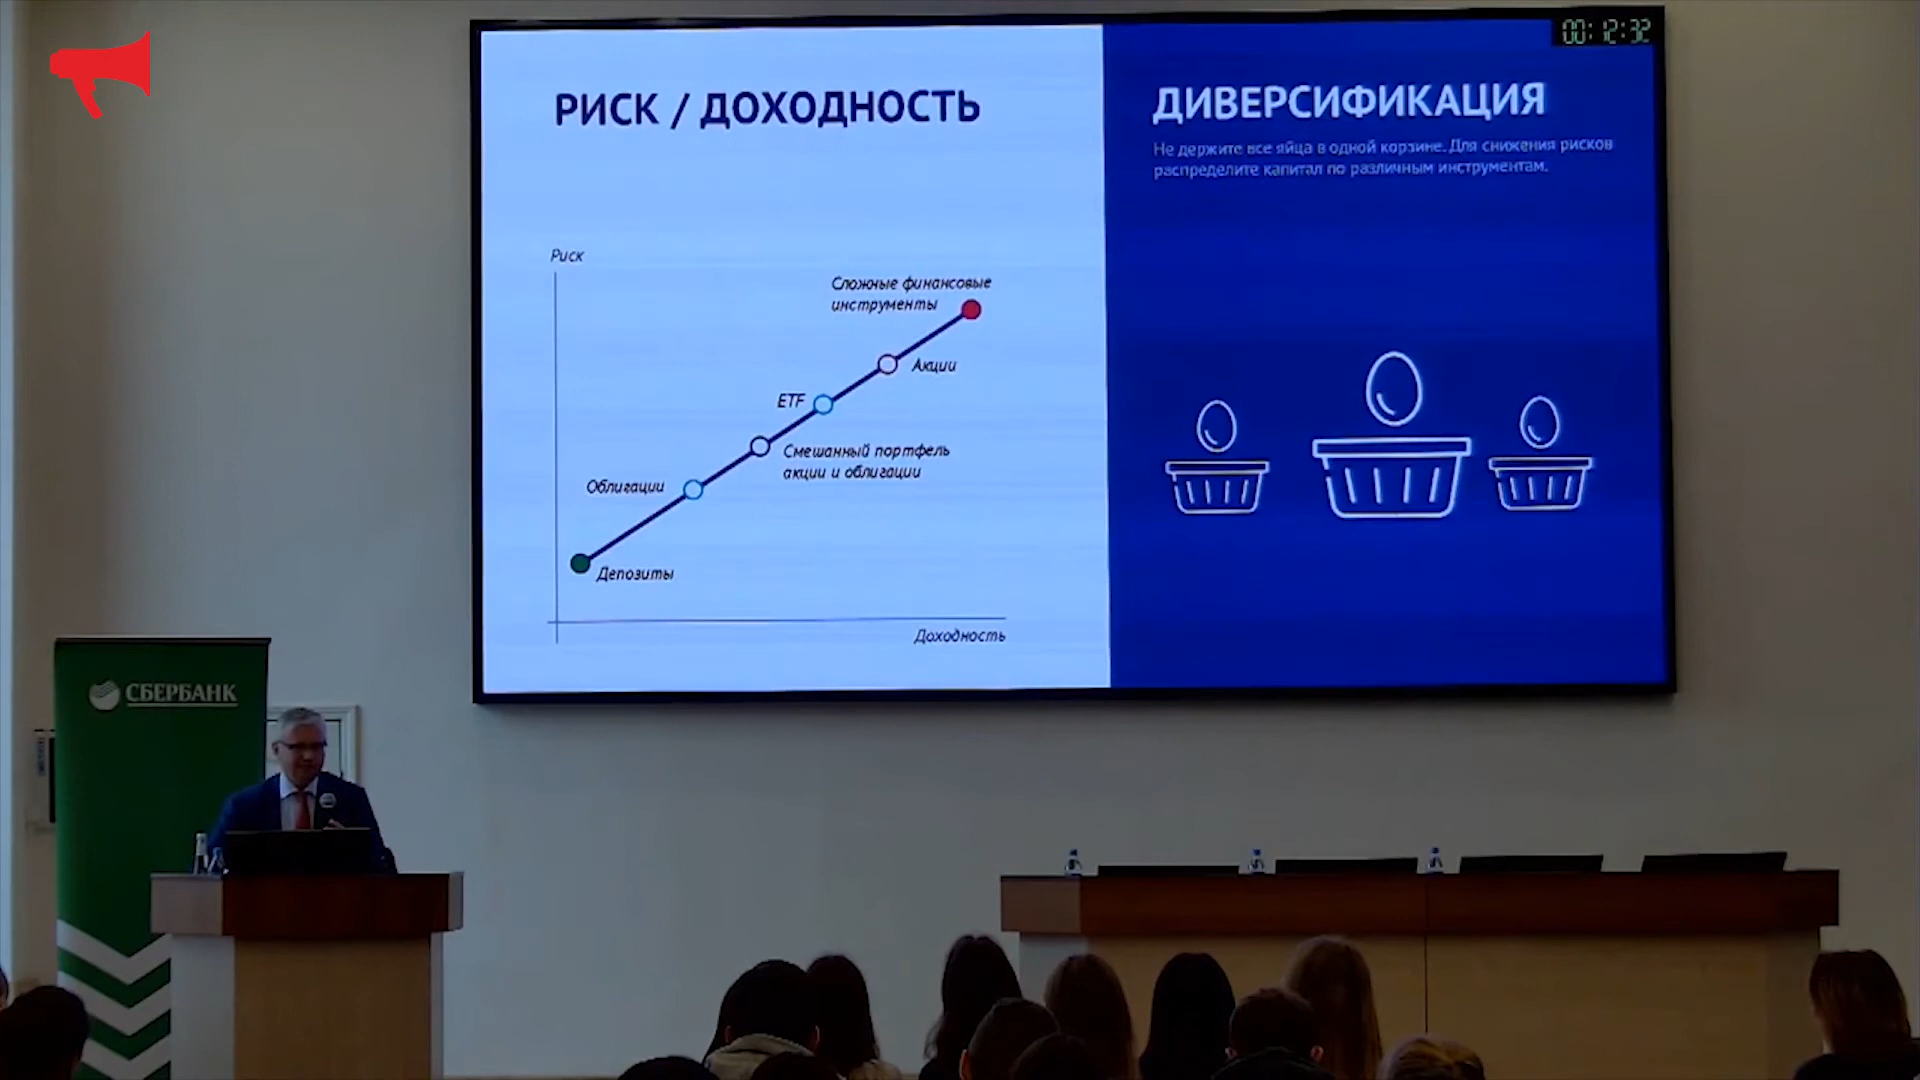 00:12:32
РИСК / ДОХОДНОСТЬ
ДИВЕРСИФИКАЦИЯ
Не держите все яйца в одной корзине. Для снижения рисков
распределите капитал по различным инструментам.
Риск
Сложные финансовые
инструменты
Акции
ETF
Смешанный портфель
акции и облигации
Облигации
Депозиты
Доходность
СБЕРБАНК